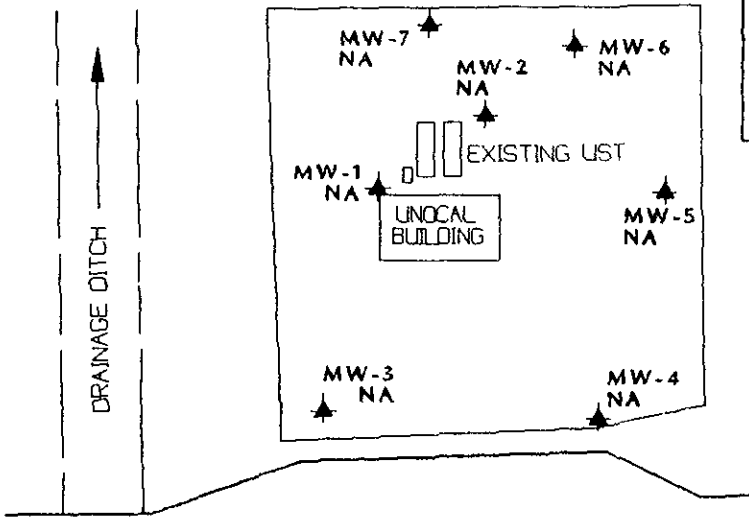 MW-7
NA
MW-6
NA
MW-2
NA
EXISTING UST
MW-1
NA
UNOCAL
BUILDING
MW-5
NA
DRAINAGE DITCH
MW-3
NA
MW-4
NA